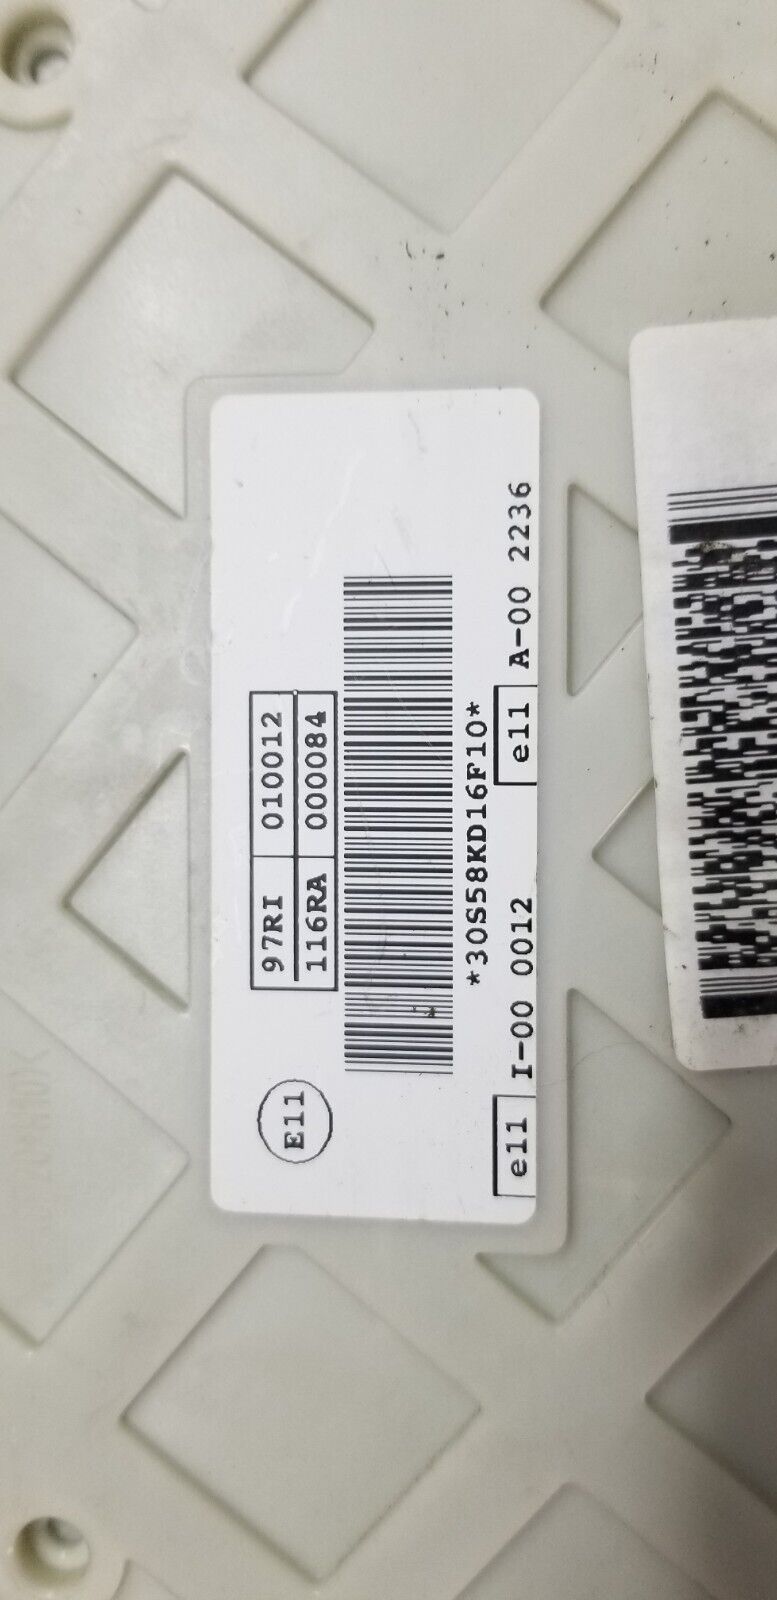 E11
97RI 010012
116RA 000084
*30S58KD16F10*
e11 I-00 0012 e11 A-00 2236